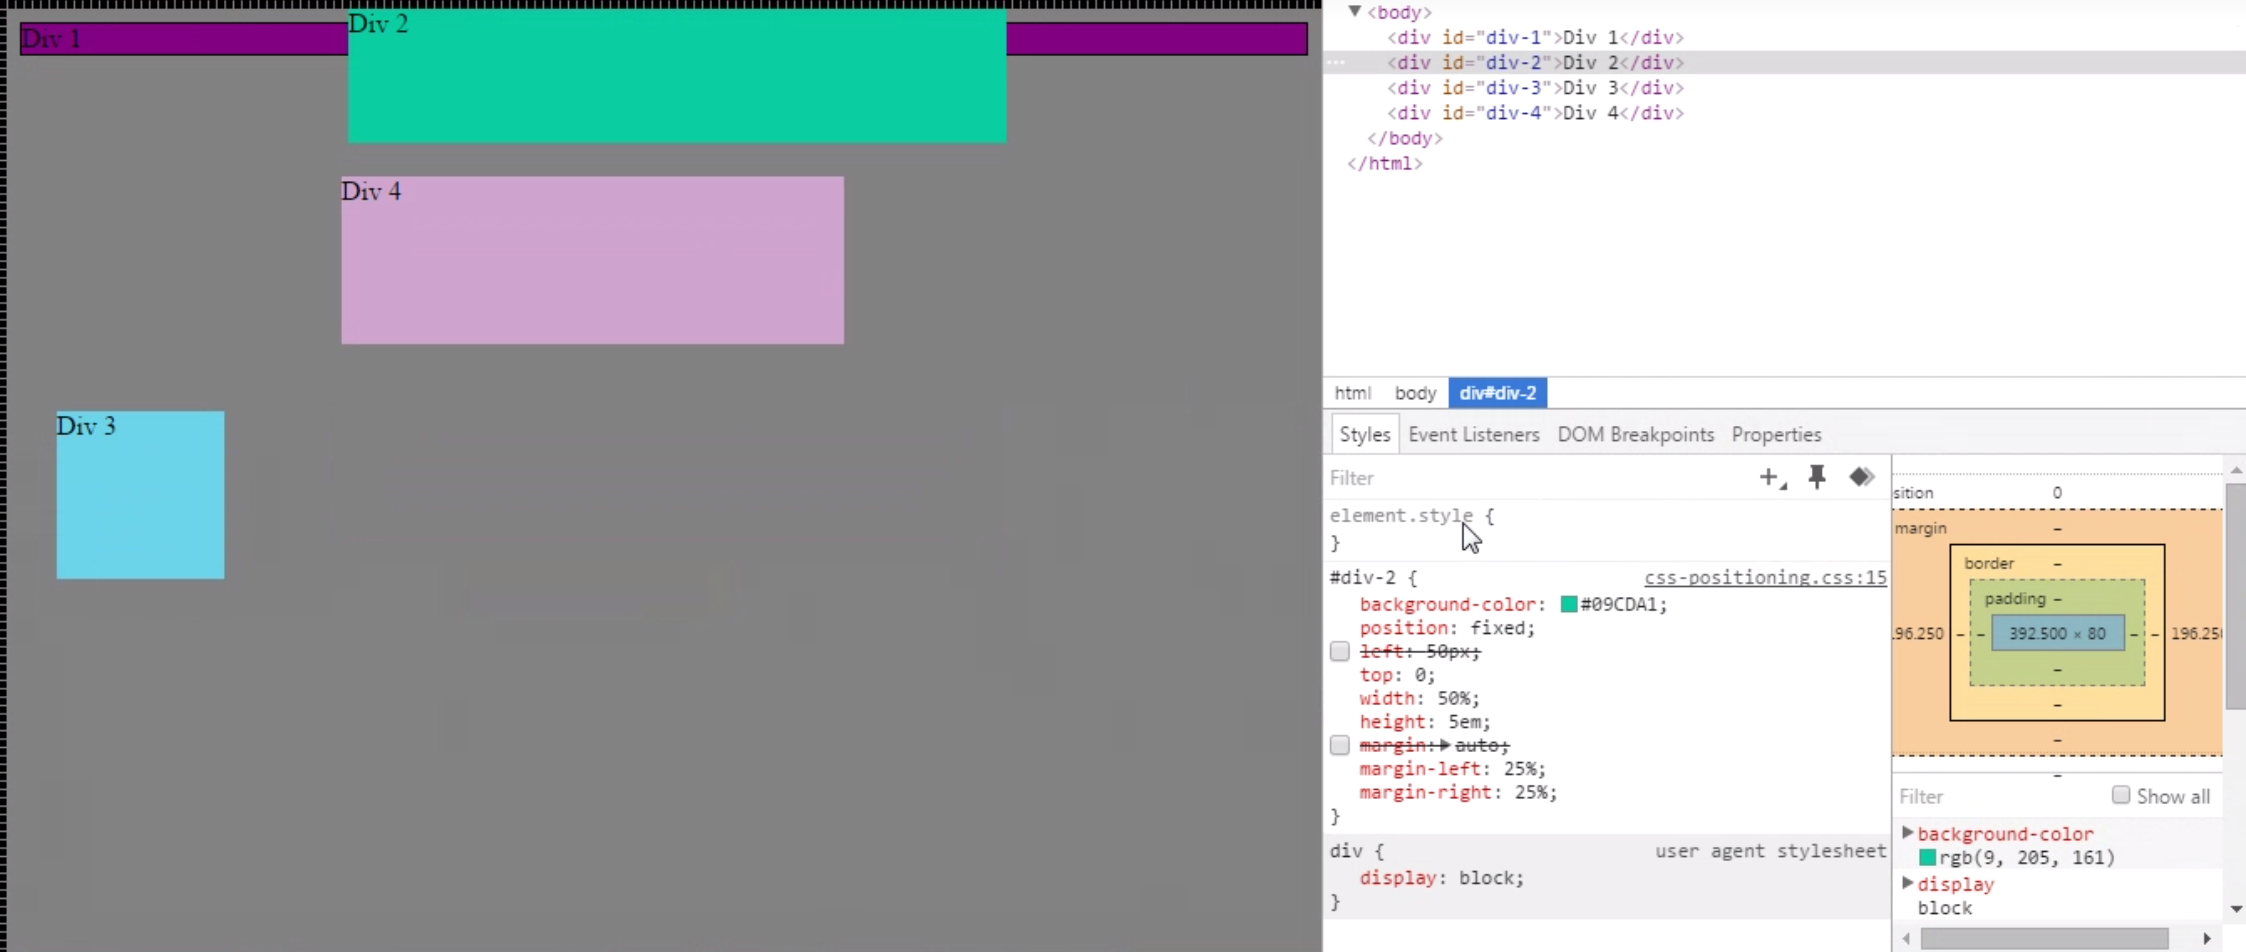 Div 1
Div 2
Div 4
Div 3
<body>
<div id="div-1">Div 1</div>
<div id="div-2">Div 2</div>
<div id="div-3">Div 3</div>
<div id="div-4">Div 4</div>
</body>
</html>
html body div#div-2
Styles Event Listeners DOM Breakpoints Properties
Filter
element.style {
}
#div-2 { css-positioning.css:15
background-color: #09CDA1;
position: fixed;
left: 50px;
top: 0;
width: 50%;
height: 5em;
margin: auto;
margin-left: 25%;
margin-right: 25%;
}
div { user agent stylesheet
display: block;
}
sition 0
margin –
border –
padding –
.96.250 – – 392.500 × 80 – – 196.25
–
–
–
–
Filter Show all
background-color
rgb(9, 205, 161)
display
block